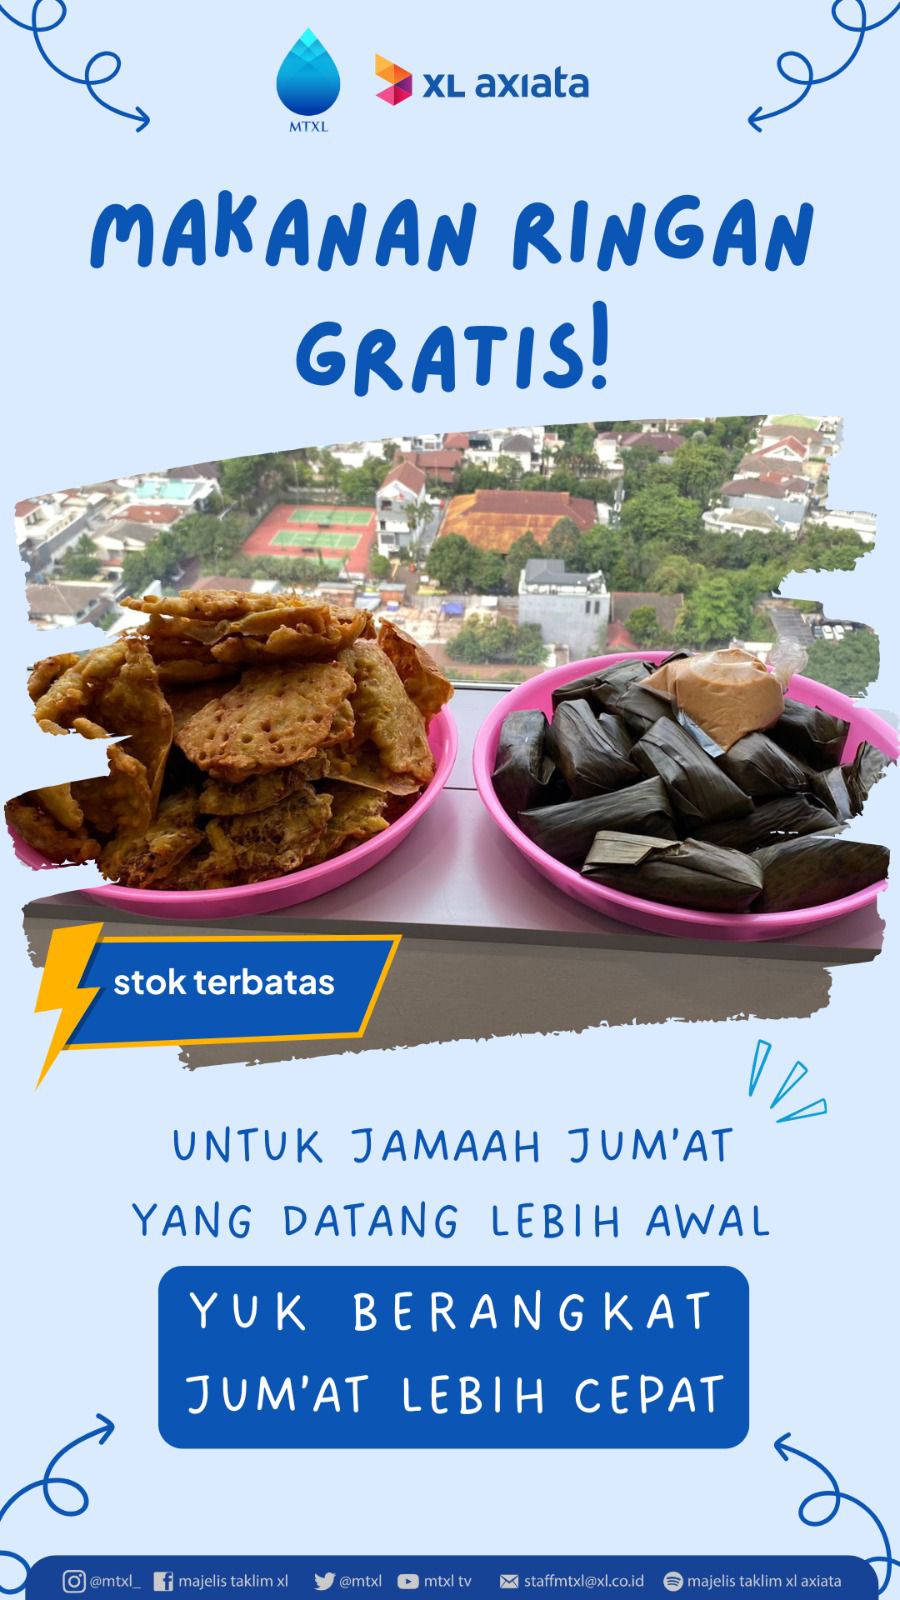 MTXL
XL axiata
MAKANAN RINGAN
GRATIS!
stok terbatas
UNTUK JAMAAH JUM'AT
YANG DATANG LEBIH AWAL
YUK BERANGKAT
JUM'AT LEBIH CEPAT
@mtxl_ majelis taklim xl @mtxl mtxl tv staffmtxl@xl.co.id majelis taklim xl axiata